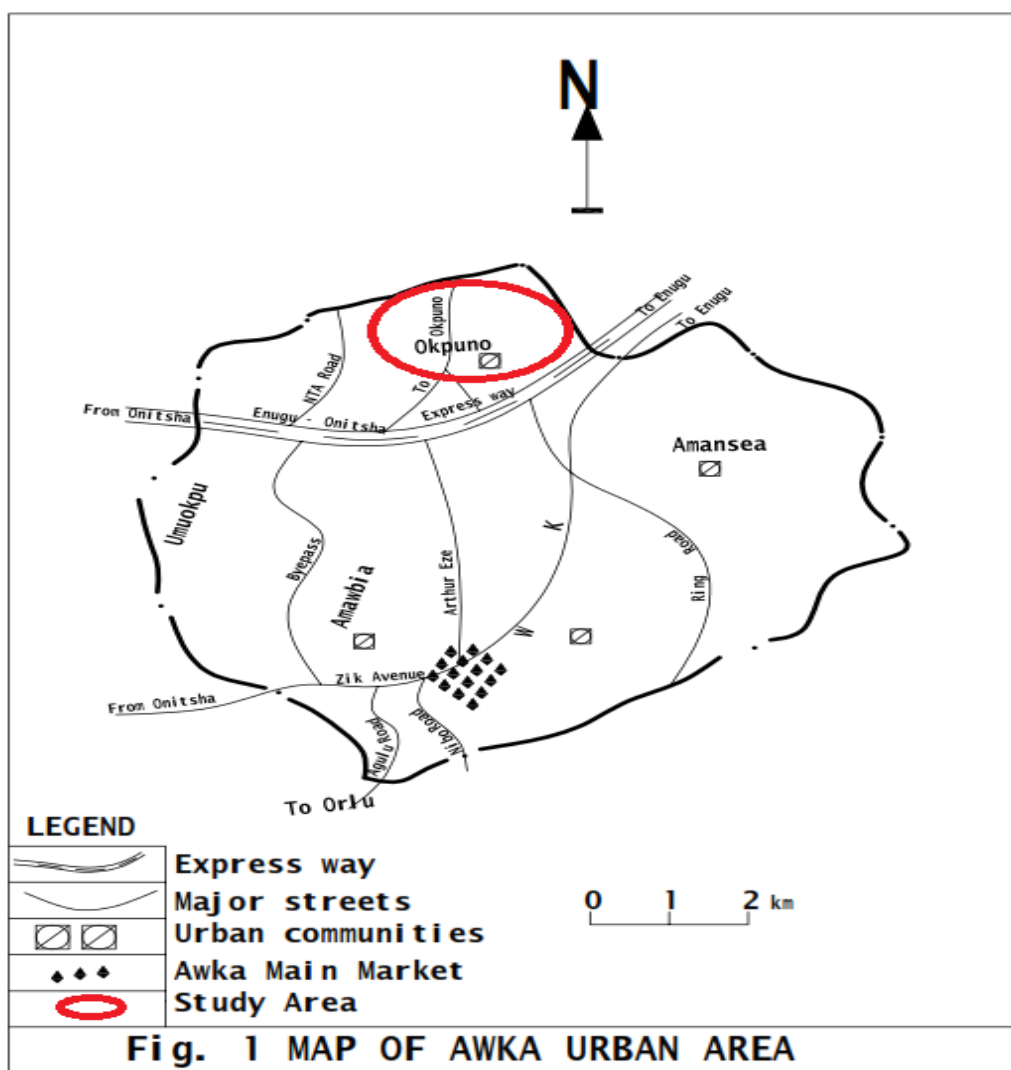 N
To Enugu
To Enugu
Okpuno
Okpuno
To
NTA Road
Express way
Enugu - Onitsha
From Onitsha
Amansea
Umuokpu
K
Byepass
Road
Arthur Eze
Ring
Amawbia
W
Zik Avenue
From Onitsha
Agulu Road
Nibo Road
To Orlu
LEGEND
Express way
Major streets
Urban communities
Awka Main Market
Study Area
0 1 2 km
Fig. 1 MAP OF AWKA URBAN AREA